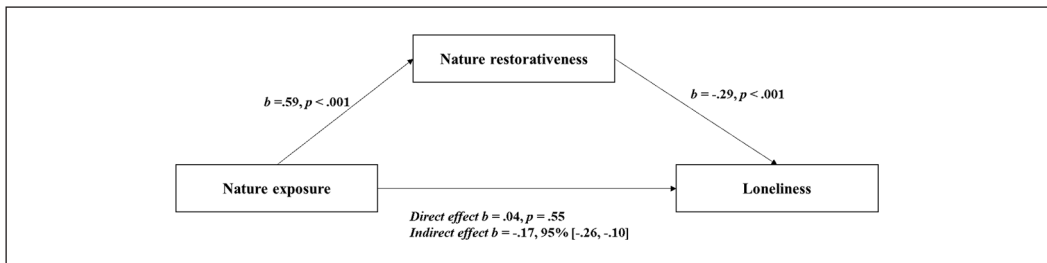 Nature restorativeness
b =.59, p < .001
b = -.29, p < .001
Nature exposure
Loneliness
Direct effect b = .04, p = .55
Indirect effect b = -.17, 95% [-.26, -.10]